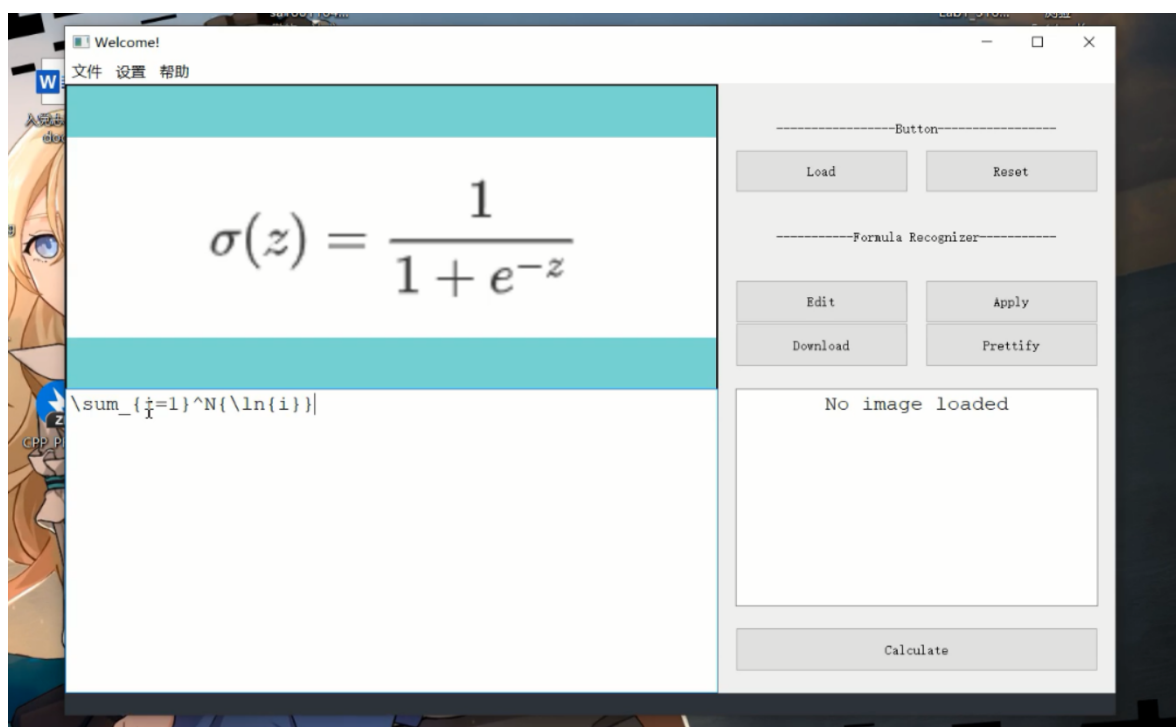 Welcome!
文件 设置 帮助
σ(z) = 1 / (1 + e^{-z})
\sum_{i=1}^N{\ln{i}}
-----------------Button-----------------
Load
Reset
-----------Formula Recognizer-----------
Edit
Apply
Download
Prettify
No image loaded
Calculate
W
Z